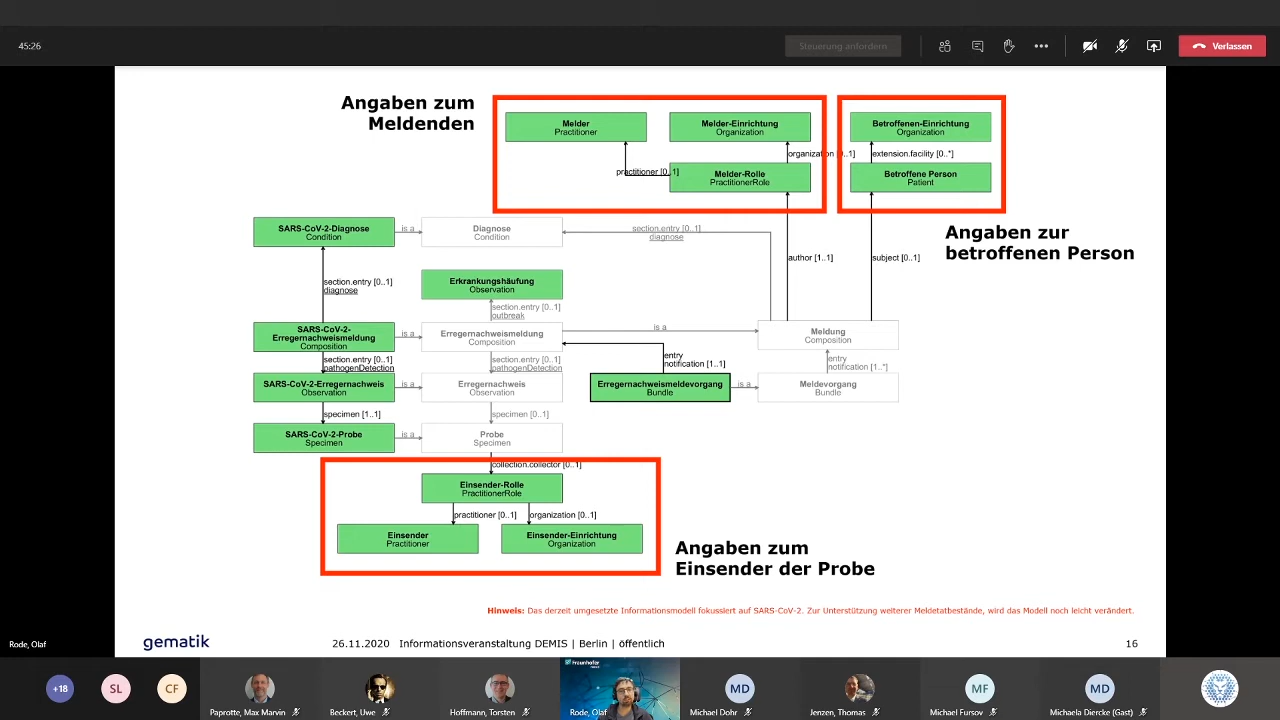 45:26
Steuerung anfordern
Verlassen
Angaben zum
Meldenden
Melder
Practitioner
Melder-Einrichtung
Organization
Betroffenen-Einrichtung
Organization
organization [0..1]
extension.facility [0..*]
practitioner [0..1]
Melder-Rolle
PractitionerRole
Betroffene Person
Patient
Angaben zur
betroffenen Person
SARS-CoV-2-Diagnose
Condition
is a
Diagnose
Condition
section.entry [0..1]
diagnose
author [1..1]
subject [0..1]
section.entry [0..1]
diagnose
Erkrankungshäufung
Observation
section.entry [0..1]
outbreak
SARS-CoV-2-
Erregernachweismeldung
Composition
is a
Erregernachweismeldung
Composition
is a
Meldung
Composition
section.entry [0..1]
pathogenDetection
section.entry [0..1]
pathogenDetection
entry
notification [1..1]
entry
notification [1..*]
SARS-CoV-2-Erregernachweis
Observation
is a
Erregernachweis
Observation
Erregernachweismeldevorgang
Bundle
is a
Meldevorgang
Bundle
specimen [1..1]
specimen [0..1]
SARS-CoV-2-Probe
Specimen
is a
Probe
Specimen
collection.collector [0..1]
Einsender-Rolle
PractitionerRole
practitioner [0..1]
organization [0..1]
Einsender
Practitioner
Einsender-Einrichtung
Organization
Angaben zum
Einsender der Probe
Hinweis: Das derzeit umgesetzte Informationsmodell fokussiert auf SARS-CoV-2. Zur Unterstützung weiterer Meldetatbestände, wird das Modell noch leicht verändert.
Rode, Olaf
gematik
26.11.2020 Informationsveranstaltung DEMIS | Berlin | öffentlich
16
Fraunhofer
+18
SL
CF
MD
MF
MD
Paprotte, Max Marvin
Beckert, Uwe
Hoffmann, Torsten
Rode, Olaf
Michael Dohr
Jenzen, Thomas
Michael Fursov
Michaela Diercke (Gast)